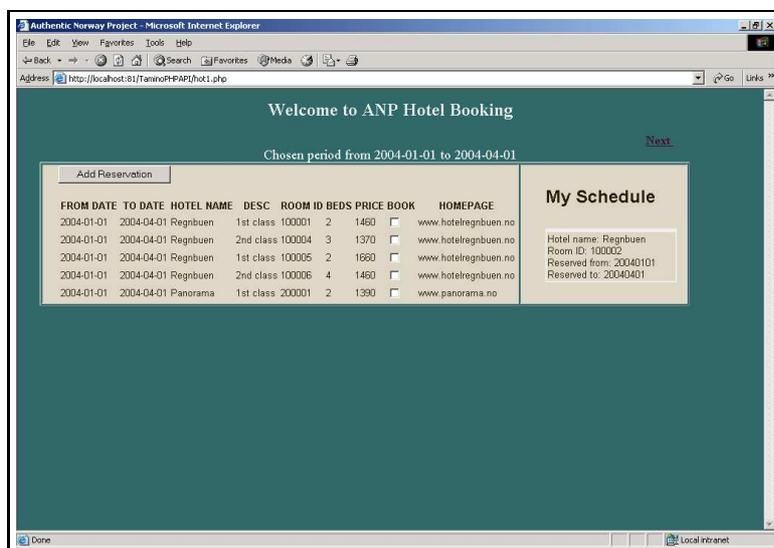 Authentic Norway Project - Microsoft Internet Explorer
File Edit View Favorites Tools Help
Back Search Favorites Media
Address http://localhost:81/TaminoPHPAPI/hot1.php Go Links »
Welcome to ANP Hotel Booking
Next
Chosen period from 2004-01-01 to 2004-04-01
Add Reservation
FROM DATE TO DATE HOTEL NAME DESC ROOM ID BEDS PRICE BOOK HOMEPAGE
2004-01-01 2004-04-01 Regnbuen 1st class 100001 2 1460 www.hotelregnbuen.no
2004-01-01 2004-04-01 Regnbuen 2nd class 100004 3 1370 www.hotelregnbuen.no
2004-01-01 2004-04-01 Regnbuen 1st class 100005 2 1660 www.hotelregnbuen.no
2004-01-01 2004-04-01 Regnbuen 2nd class 100006 4 1460 www.hotelregnbuen.no
2004-01-01 2004-04-01 Panorama 1st class 200001 2 1390 www.panorama.no
My Schedule
Hotel name: Regnbuen
Room ID: 100002
Reserved from: 20040101
Reserved to: 20040401
Done Local intranet